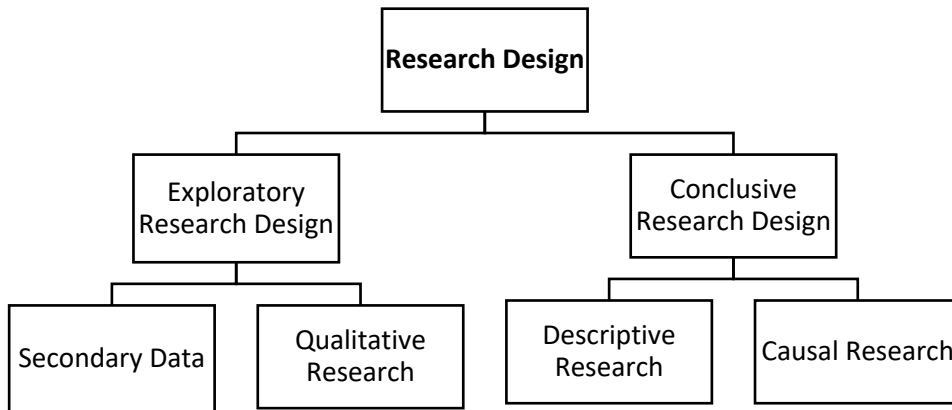 Research Design
Exploratory
Research Design
Conclusive
Research Design
Secondary Data
Qualitative
Research
Descriptive
Research
Causal Research